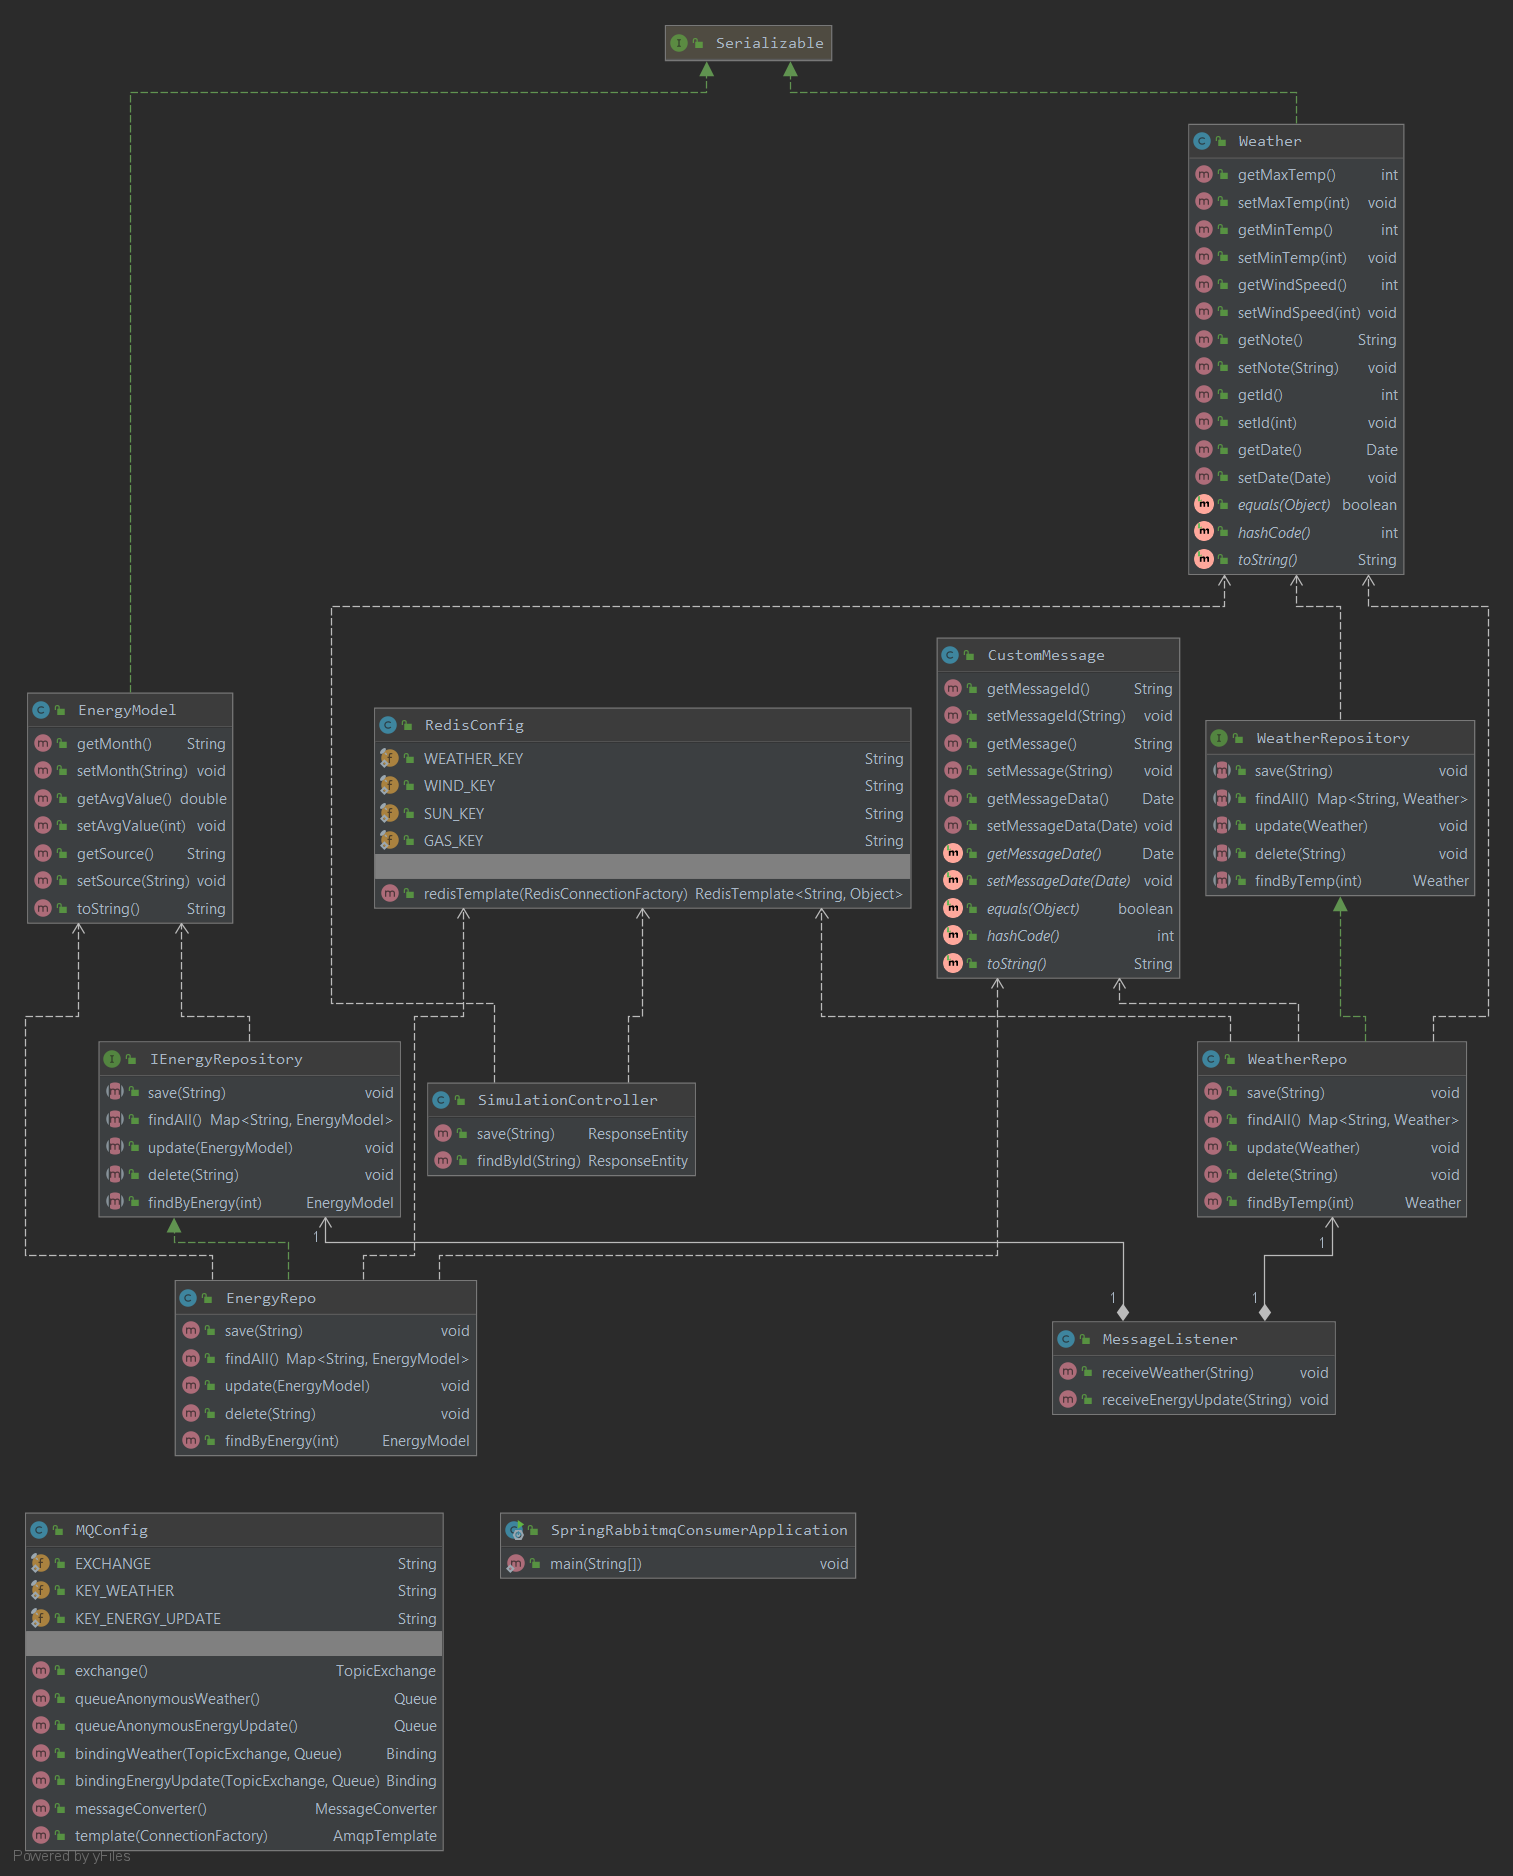 Serializable
Weather
getMaxTemp() int
setMaxTemp(int) void
getMinTemp() int
setMinTemp(int) void
getWindSpeed() int
setWindSpeed(int) void
getNote() String
setNote(String) void
getId() int
setId(int) void
getDate() Date
setDate(Date) void
equals(Object) boolean
hashCode() int
toString() String
EnergyModel
getMonth() String
setMonth(String) void
getAvgValue() double
setAvgValue(int) void
getSource() String
setSource(String) void
toString() String
RedisConfig
WEATHER_KEY String
WIND_KEY String
SUN_KEY String
GAS_KEY String
redisTemplate(RedisConnectionFactory) RedisTemplate<String, Object>
CustomMessage
getMessageId() String
setMessageId(String) void
getMessage() String
setMessage(String) void
getMessageData() Date
setMessageData(Date) void
getMessageDate() Date
setMessageDate(Date) void
equals(Object) boolean
hashCode() int
toString() String
WeatherRepository
save(String) void
findAll() Map<String, Weather>
update(Weather) void
delete(String) void
findByTemp(int) Weather
IEnergyRepository
save(String) void
findAll() Map<String, EnergyModel>
update(EnergyModel) void
delete(String) void
findByEnergy(int) EnergyModel
SimulationController
save(String) ResponseEntity
findById(String) ResponseEntity
WeatherRepo
save(String) void
findAll() Map<String, Weather>
update(Weather) void
delete(String) void
findByTemp(int) Weather
1
1
1
1
EnergyRepo
save(String) void
findAll() Map<String, EnergyModel>
update(EnergyModel) void
delete(String) void
findByEnergy(int) EnergyModel
MessageListener
receiveWeather(String) void
receiveEnergyUpdate(String) void
MQConfig
EXCHANGE String
KEY_WEATHER String
KEY_ENERGY_UPDATE String
exchange() TopicExchange
queueAnonymousWeather() Queue
queueAnonymousEnergyUpdate() Queue
bindingWeather(TopicExchange, Queue) Binding
bindingEnergyUpdate(TopicExchange, Queue) Binding
messageConverter() MessageConverter
template(ConnectionFactory) AmqpTemplate
SpringRabbitmqConsumerApplication
main(String[]) void
Powered by yFiles